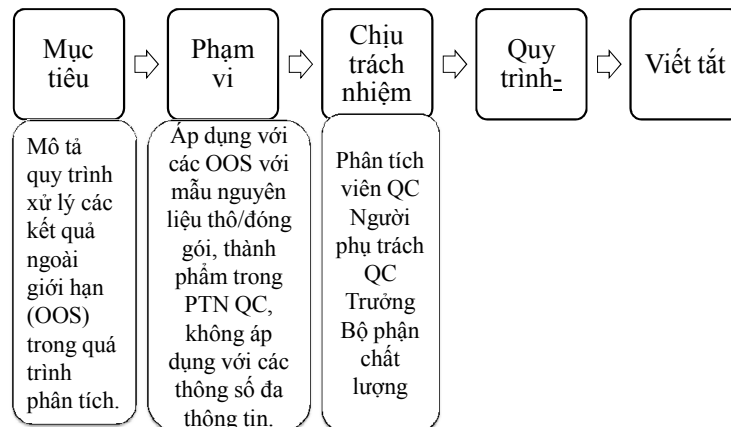 Mục
tiêu
Phạm
vi
Chịu
trách
nhiệm
Quy
trình-
Viết tắt
Mô tả
quy trình
xử lý các
kết quả
ngoài
giới hạn
(OOS)
trong quá
trình
phân tích.
Áp dụng với
các OOS với
mẫu nguyên
liệu thô/đóng
gói, thành
phẩm trong
PTN QC,
không áp
dụng với các
thông số đa
thông tin.
Phân tích
viên QC
Người
phụ trách
QC
Trưởng
Bộ phận
chất
lượng